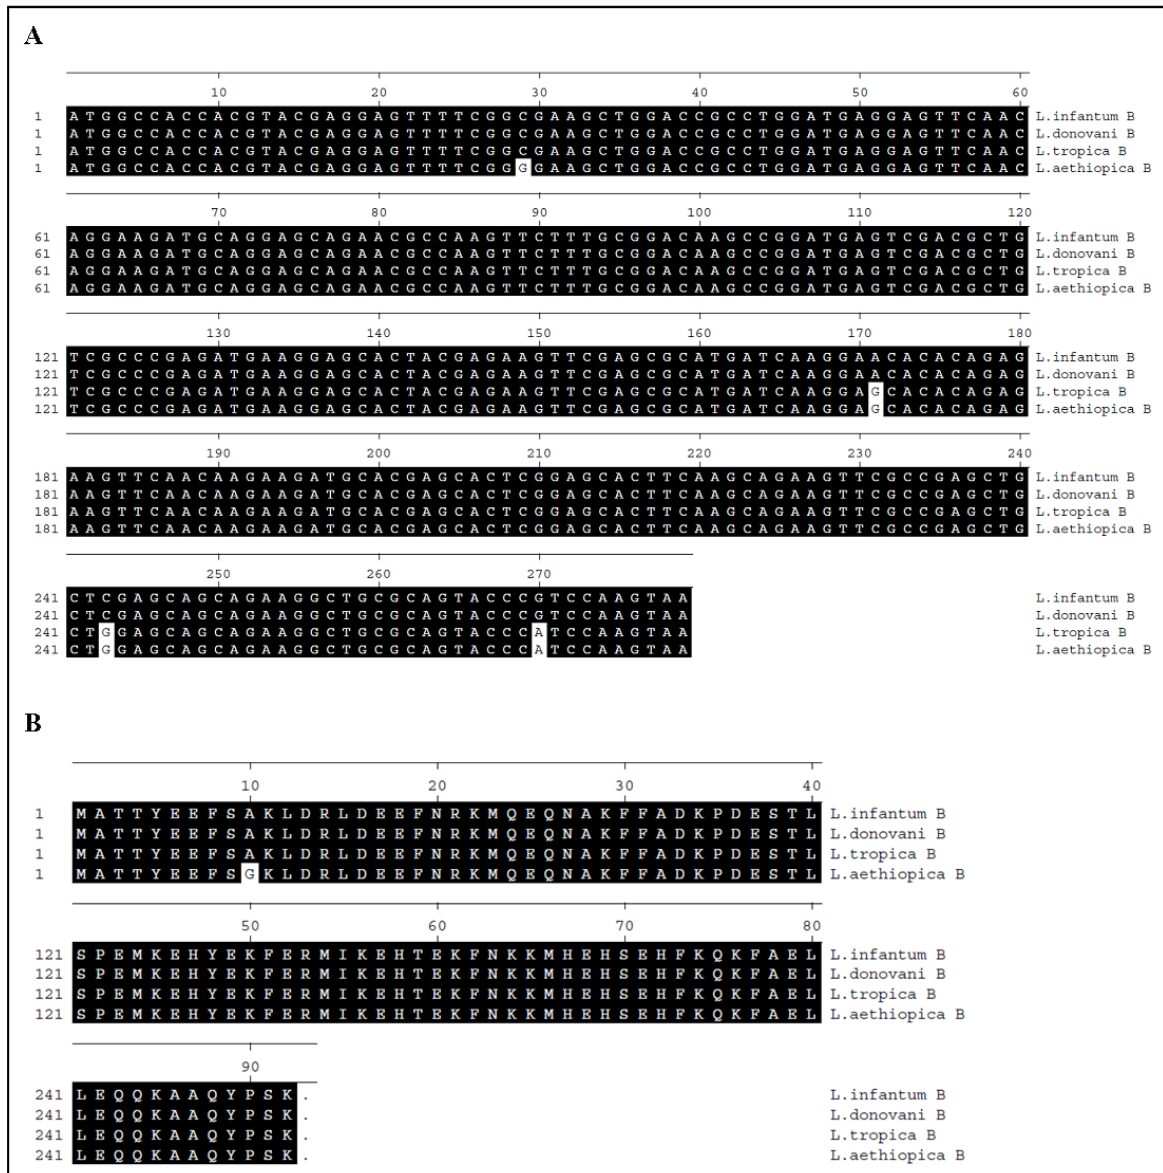 A
10 20 30 40 50 60
1 ATGGCCACCACGTACGAGGAGTTTTCGGCGAAGCTGGACCGCCTGGATGAGGAGTTCAAC L.infantum B
1 ATGGCCACCACGTACGAGGAGTTTTCGGCGAAGCTGGACCGCCTGGATGAGGAGTTCAAC L.donovani B
1 ATGGCCACCACGTACGAGGAGTTTTCGGCGAAGCTGGACCGCCTGGATGAGGAGTTCAAC L.tropica B
1 ATGGCCACCACGTACGAGGAGTTTTCGGGGAAGCTGGACCGCCTGGATGAGGAGTTCAAC L.aethiopica B
70 80 90 100 110 120
61 AGGAAGATGCAGGAGCAGAACGCCAAGTTCTTTGCGGACAAGCCGGATGAGTCGACGCTG L.infantum B
61 AGGAAGATGCAGGAGCAGAACGCCAAGTTCTTTGCGGACAAGCCGGATGAGTCGACGCTG L.donovani B
61 AGGAAGATGCAGGAGCAGAACGCCAAGTTCTTTGCGGACAAGCCGGATGAGTCGACGCTG L.tropica B
61 AGGAAGATGCAGGAGCAGAACGCCAAGTTCTTTGCGGACAAGCCGGATGAGTCGACGCTG L.aethiopica B
130 140 150 160 170 180
121 TCGCCCGAGATGAAGGAGCACTACGAGAAGTTCGAGCGCATGATCAAGGAACACACAGAG L.infantum B
121 TCGCCCGAGATGAAGGAGCACTACGAGAAGTTCGAGCGCATGATCAAGGAACACACAGAG L.donovani B
121 TCGCCCGAGATGAAGGAGCACTACGAGAAGTTCGAGCGCATGATCAAGGAGCACACAGAG L.tropica B
121 TCGCCCGAGATGAAGGAGCACTACGAGAAGTTCGAGCGCATGATCAAGGAGCACACAGAG L.aethiopica B
190 200 210 220 230 240
181 AAGTTCAACAAGAAGATGCACGAGCACTCGGAGCACTTCAAGCAGAAGTTCGCCGAGCTG L.infantum B
181 AAGTTCAACAAGAAGATGCACGAGCACTCGGAGCACTTCAAGCAGAAGTTCGCCGAGCTG L.donovani B
181 AAGTTCAACAAGAAGATGCACGAGCACTCGGAGCACTTCAAGCAGAAGTTCGCCGAGCTG L.tropica B
181 AAGTTCAACAAGAAGATGCACGAGCACTCGGAGCACTTCAAGCAGAAGTTCGCCGAGCTG L.aethiopica B
250 260 270
241 CTCGAGCAGCAGAAGGCTGCGCAGTACCCGTCCAAGTAA L.infantum B
241 CTCGAGCAGCAGAAGGCTGCGCAGTACCCGTCCAAGTAA L.donovani B
241 CTGGAGCAGCAGAAGGCTGCGCAGTACCCATCCAAGTAA L.tropica B
241 CTGGAGCAGCAGAAGGCTGCGCAGTACCCATCCAAGTAA L.aethiopica B
B
10 20 30 40
1 MATTYEEFSAKLDRLDEEFNRKMQEQNAKFFADKPDESTL L.infantum B
1 MATTYEEFSAKLDRLDEEFNRKMQEQNAKFFADKPDESTL L.donovani B
1 MATTYEEFSAKLDRLDEEFNRKMQEQNAKFFADKPDESTL L.tropica B
1 MATTYEEFSGKLDRLDEEFNRKMQEQNAKFFADKPDESTL L.aethiopica B
50 60 70 80
121 SPEMKEHYEKFERMIKEHTEKFNKKMHEHSEHFKQKFAEL L.infantum B
121 SPEMKEHYEKFERMIKEHTEKFNKKMHEHSEHFKQKFAEL L.donovani B
121 SPEMKEHYEKFERMIKEHTEKFNKKMHEHSEHFKQKFAEL L.tropica B
121 SPEMKEHYEKFERMIKEHTEKFNKKMHEHSEHFKQKFAEL L.aethiopica B
90
241 LEQQKAAQYPSK. L.infantum B
241 LEQQKAAQYPSK. L.donovani B
241 LEQQKAAQYPSK. L.tropica B
241 LEQQKAAQYPSK. L.aethiopica B